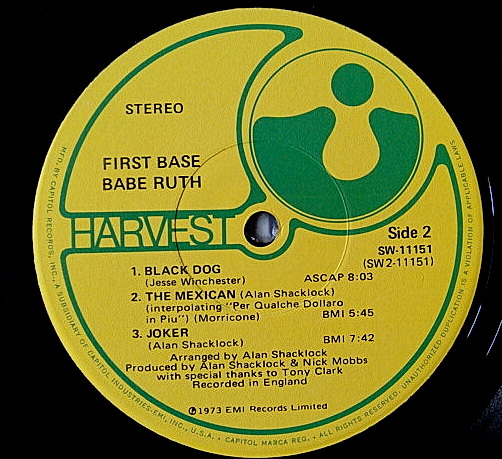 STEREO
FIRST BASE
BABE RUTH
HARVEST
Side 2
SW-11151
(SW2-11151)
1. BLACK DOG
(Jesse Winchester) ASCAP 8:03
2. THE MEXICAN (Alan Shacklock)
(interpolating "Per Qualche Dollaro
in Piu") (Morricone) BMI 5:45
3. JOKER
(Alan Shacklock) BMI 7:42
Arranged by Alan Shacklock
Produced by Alan Shacklock & Nick Mobbs
with special thanks to Tony Clark
Recorded in England
℗1973 EMI Records Limited
MFD. BY CAPITOL RECORDS, INC., A SUBSIDIARY OF CAPITOL INDUSTRIES-EMI, INC., U.S.A. • CAPITOL MARCA REG. • ALL RIGHTS RESERVED. UNAUTHORIZED DUPLICATION IS A VIOLATION OF APPLICABLE LAWS.